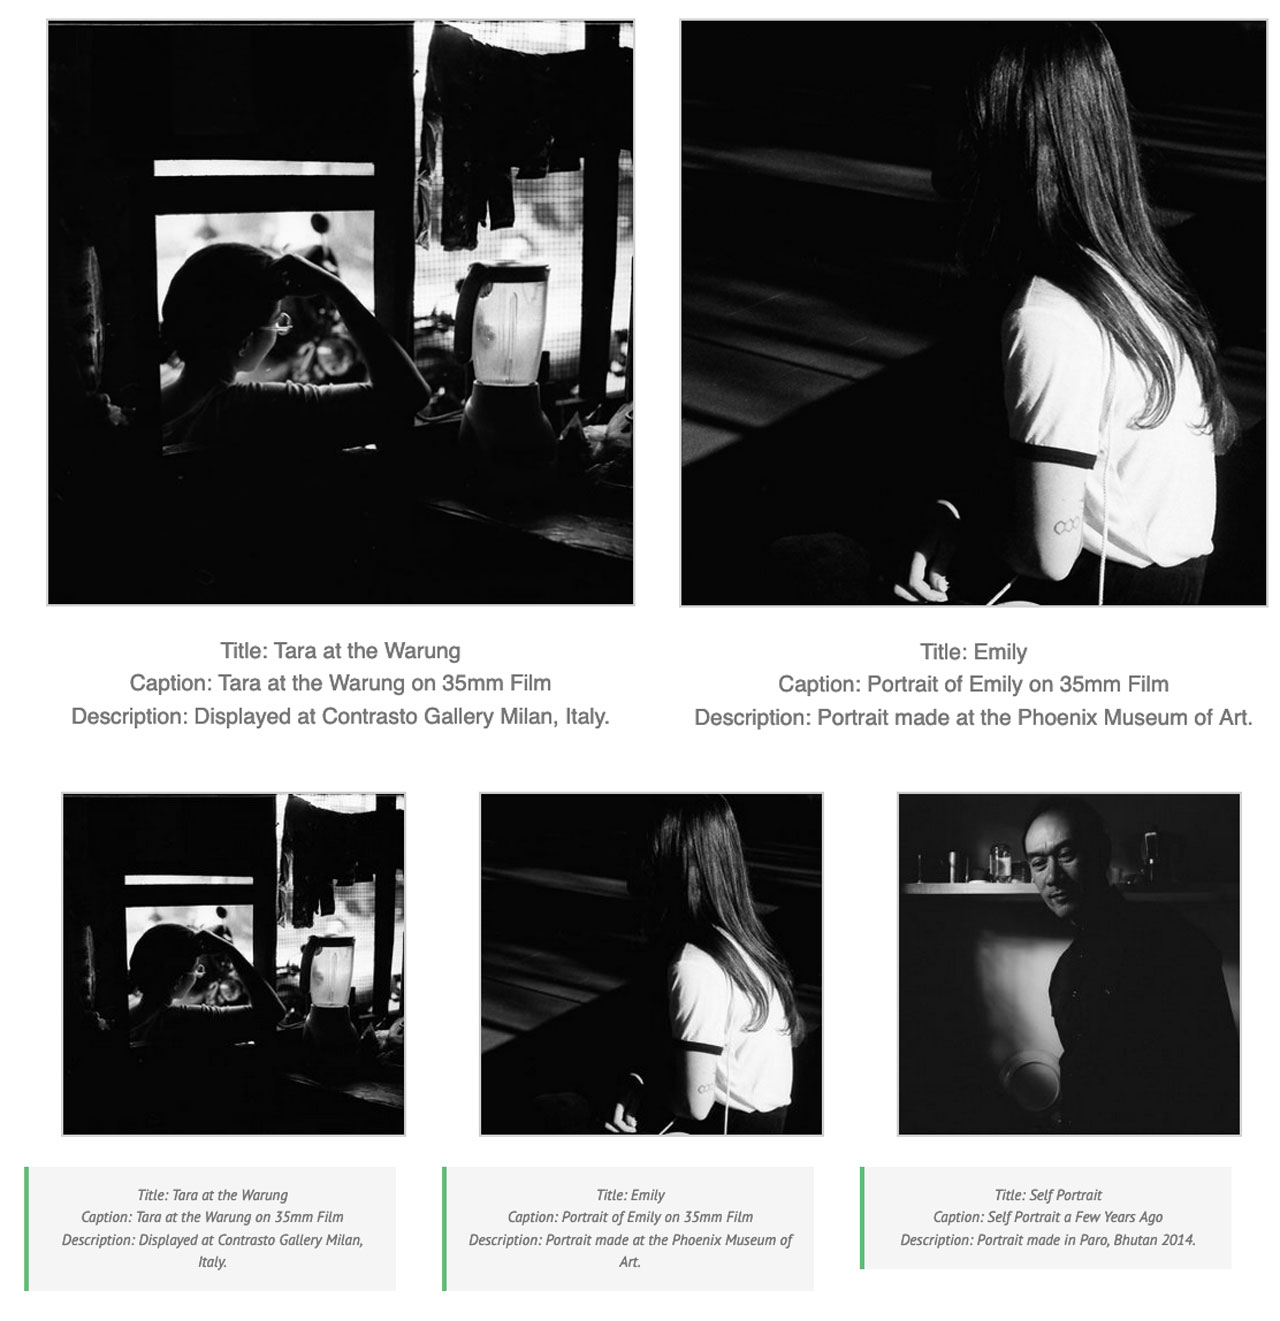 Title: Tara at the Warung
Caption: Tara at the Warung on 35mm Film
Description: Displayed at Contrasto Gallery Milan, Italy.
Title: Emily
Caption: Portrait of Emily on 35mm Film
Description: Portrait made at the Phoenix Museum of Art.
Title: Tara at the Warung
Caption: Tara at the Warung on 35mm Film
Description: Displayed at Contrasto Gallery Milan,
Italy.
Title: Emily
Caption: Portrait of Emily on 35mm Film
Description: Portrait made at the Phoenix Museum of
Art.
Title: Self Portrait
Caption: Self Portrait a Few Years Ago
Description: Portrait made in Paro, Bhutan 2014.